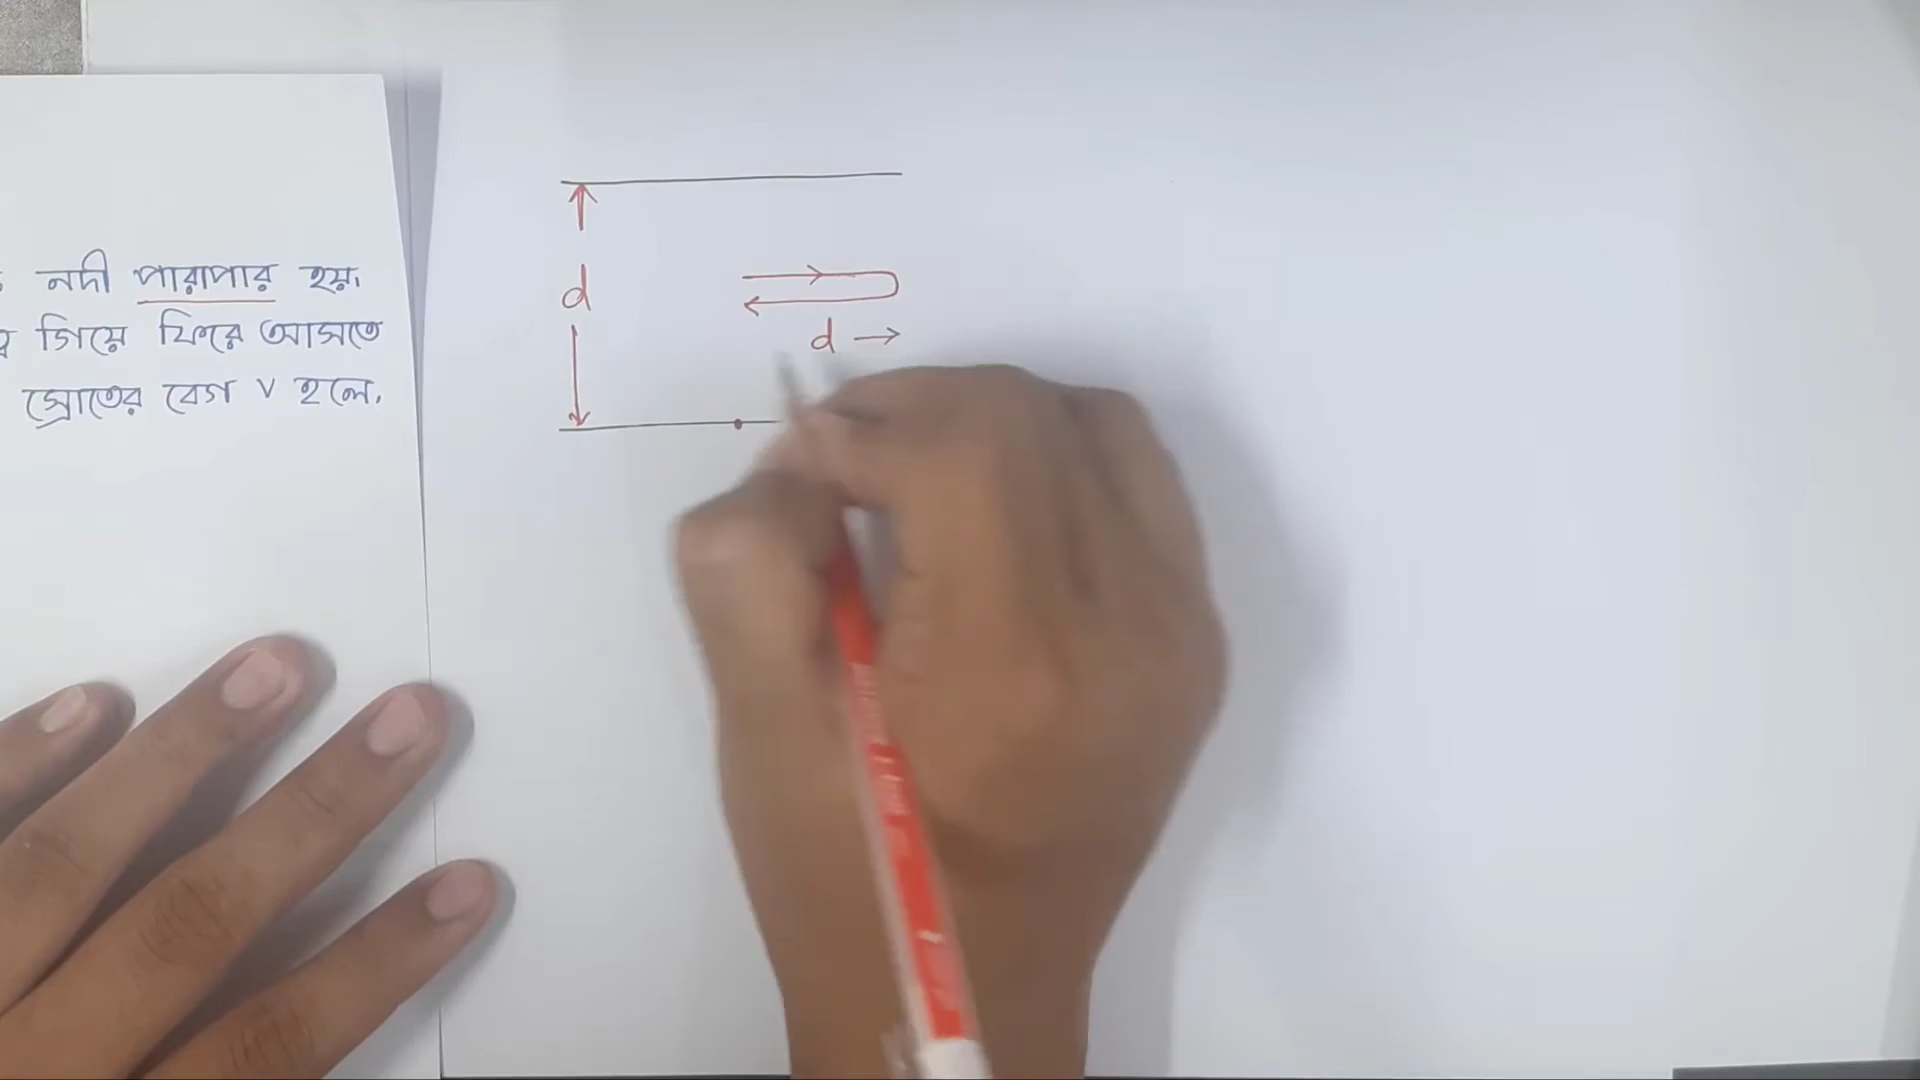 নদী পারাপার হয়।
গিয়ে ফিরে আসতে
স্রোতের বেগ v হলে,
d
d →